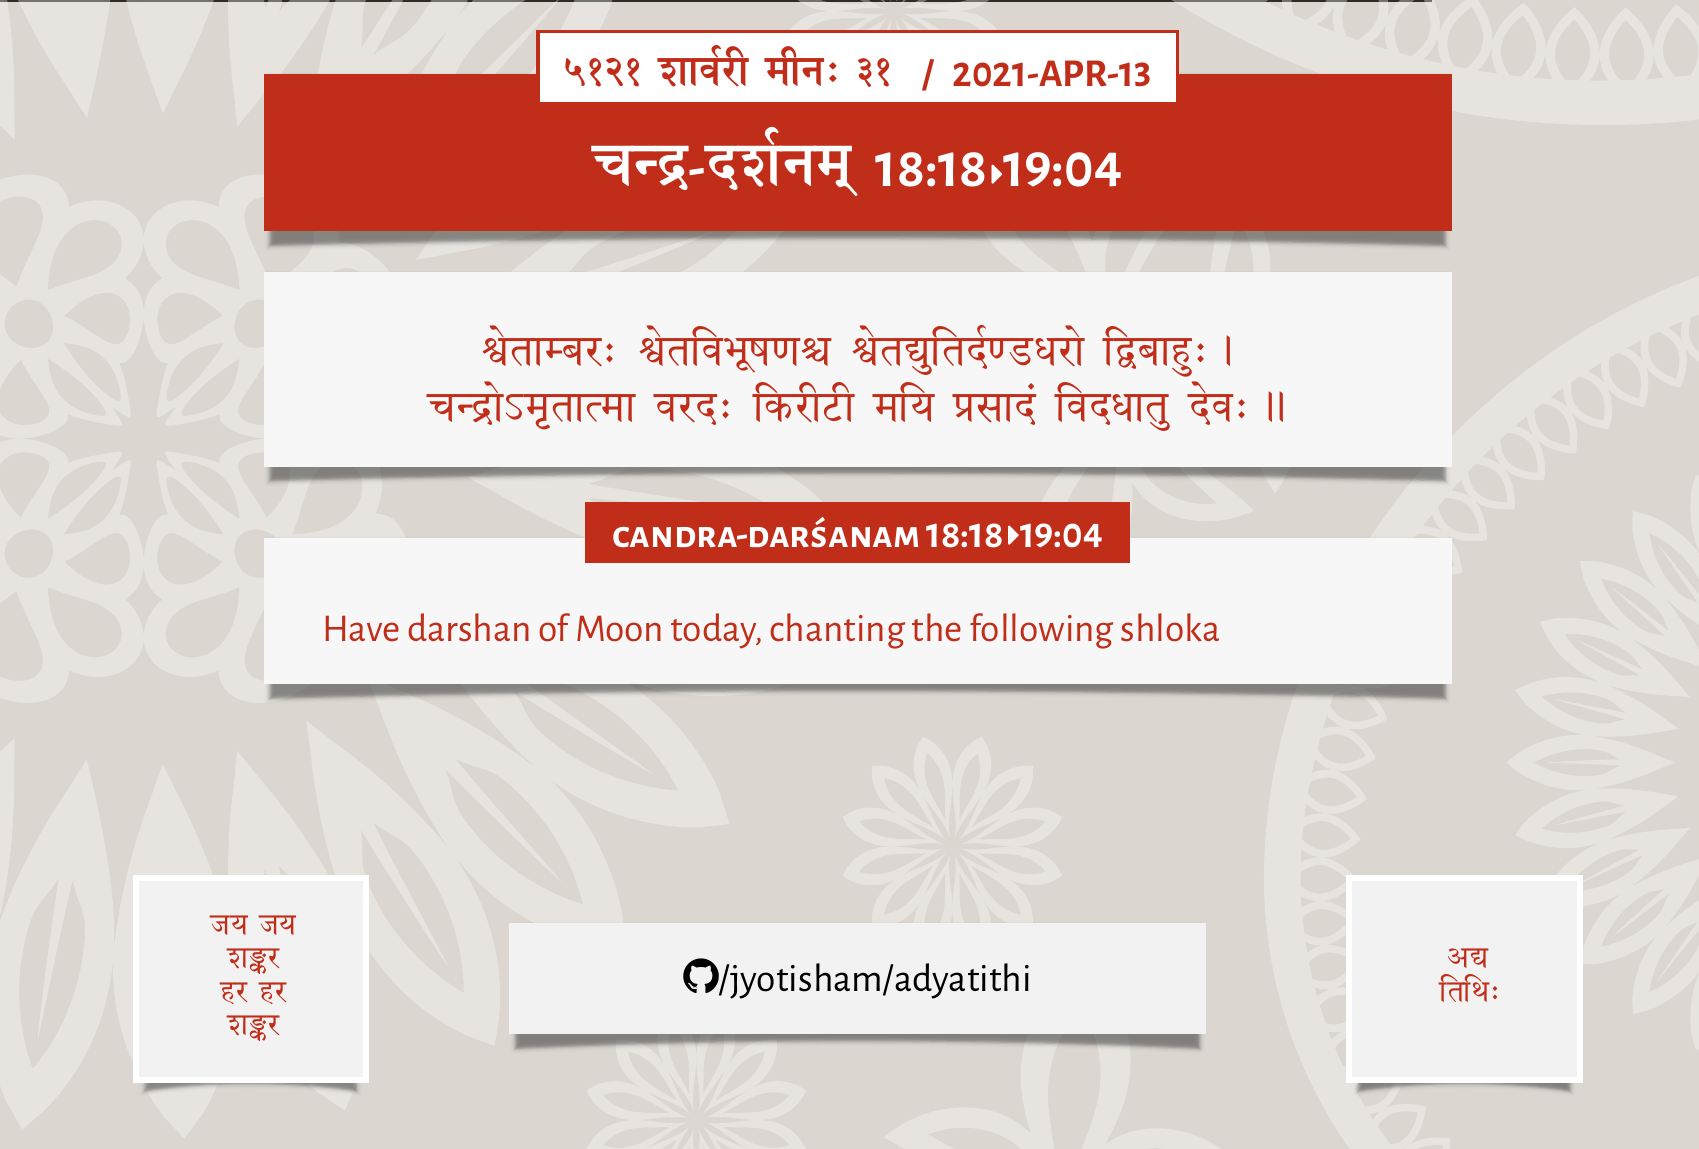 ५१२१ शार्वरी मीनः ३१ / 2021-APR-13
चन्द्र-दर्शनम् 18:18▸19:04
श्वेताम्बरः श्वेतविभूषणश्च श्वेतद्युतिर्दण्डधरो द्विबाहुः ।
चन्द्रोऽमृतात्मा वरदः किरीटी मयि प्रसादं विदधातु देवः ॥
CANDRA-DARŚANAM 18:18▸19:04
Have darshan of Moon today, chanting the following shloka
जय जय
शङ्कर
हर हर
शङ्कर
/jyotisham/adyatithi
अद्य
तिथिः